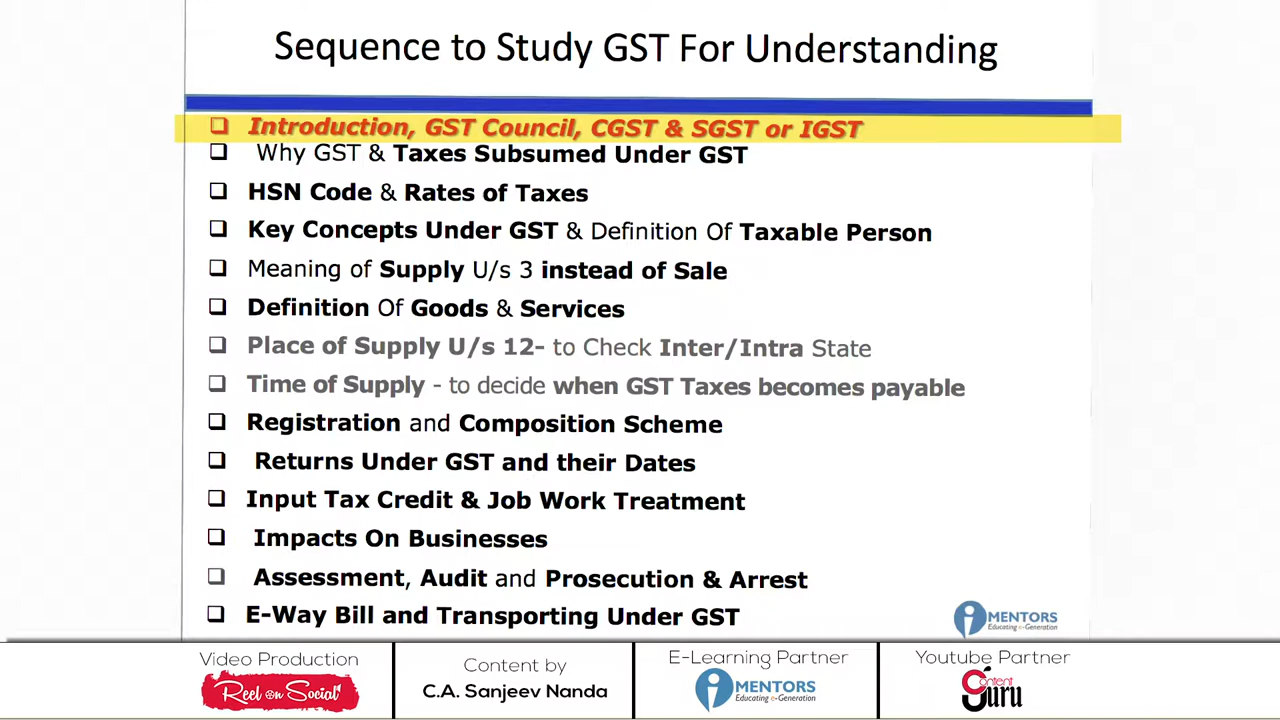 Sequence to Study GST For Understanding
Introduction, GST Council, CGST & SGST or IGST
Why GST & Taxes Subsumed Under GST
HSN Code & Rates of Taxes
Key Concepts Under GST & Definition Of Taxable Person
Meaning of Supply U/s 3 instead of Sale
Definition Of Goods & Services
Place of Supply U/s 12- to Check Inter/Intra State
Time of Supply - to decide when GST Taxes becomes payable
Registration and Composition Scheme
Returns Under GST and their Dates
Input Tax Credit & Job Work Treatment
Impacts On Businesses
Assessment, Audit and Prosecution & Arrest
E-Way Bill and Transporting Under GST
i MENTORS
Educating e-Generation
Video Production
Reel on Social
Content by
C.A. Sanjeev Nanda
E-Learning Partner
i MENTORS
Educating e-Generation
Youtube Partner
Content
Guru